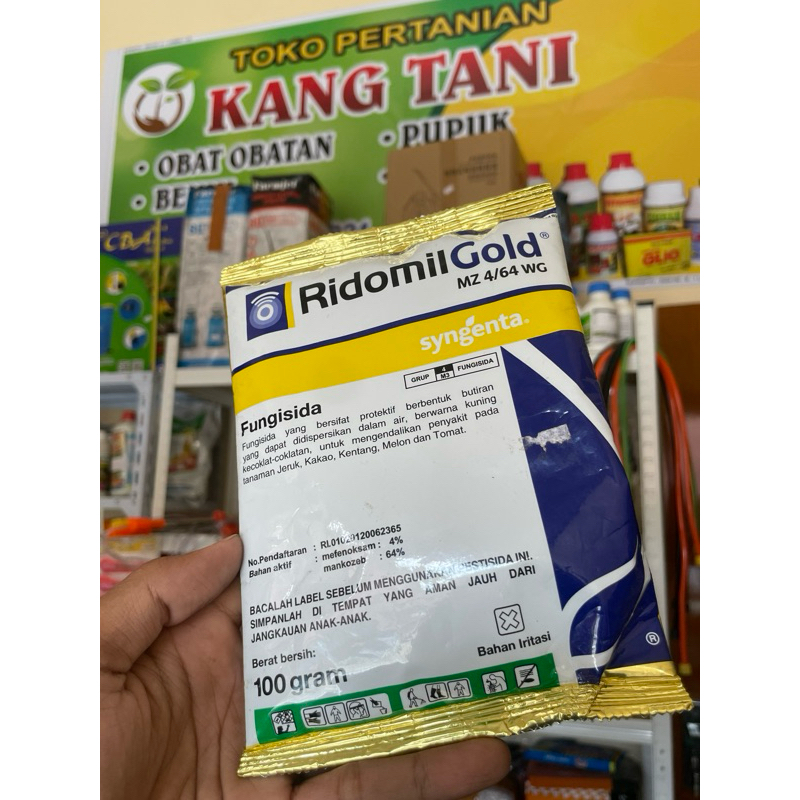 TOKO PERTANIAN
KANG TANI
• OBAT OBATAN
• PUPUK
RidomilGold®
MZ 4/64 WG
syngenta®
GRUP 4 M3 FUNGISIDA
Fungisida
Fungisida yang bersifat protektif berbentuk butiran
yang dapat didispersikan dalam air, berwarna kuning
kecoklat-coklatan, untuk mengendalikan penyakit pada
tanaman Jeruk, Kakao, Kentang, Melon dan Tomat.
No.Pendaftaran : RL01029120062365
Bahan aktif : mefenoksam : 4%
mankozeb : 64%
BACALAH LABEL SEBELUM MENGGUNAKAN PESTISIDA INI.
SIMPANLAH DI TEMPAT YANG AMAN JAUH DARI
JANGKAUAN ANAK-ANAK.
Bahan Iritasi
Berat bersih:
100 gram
®